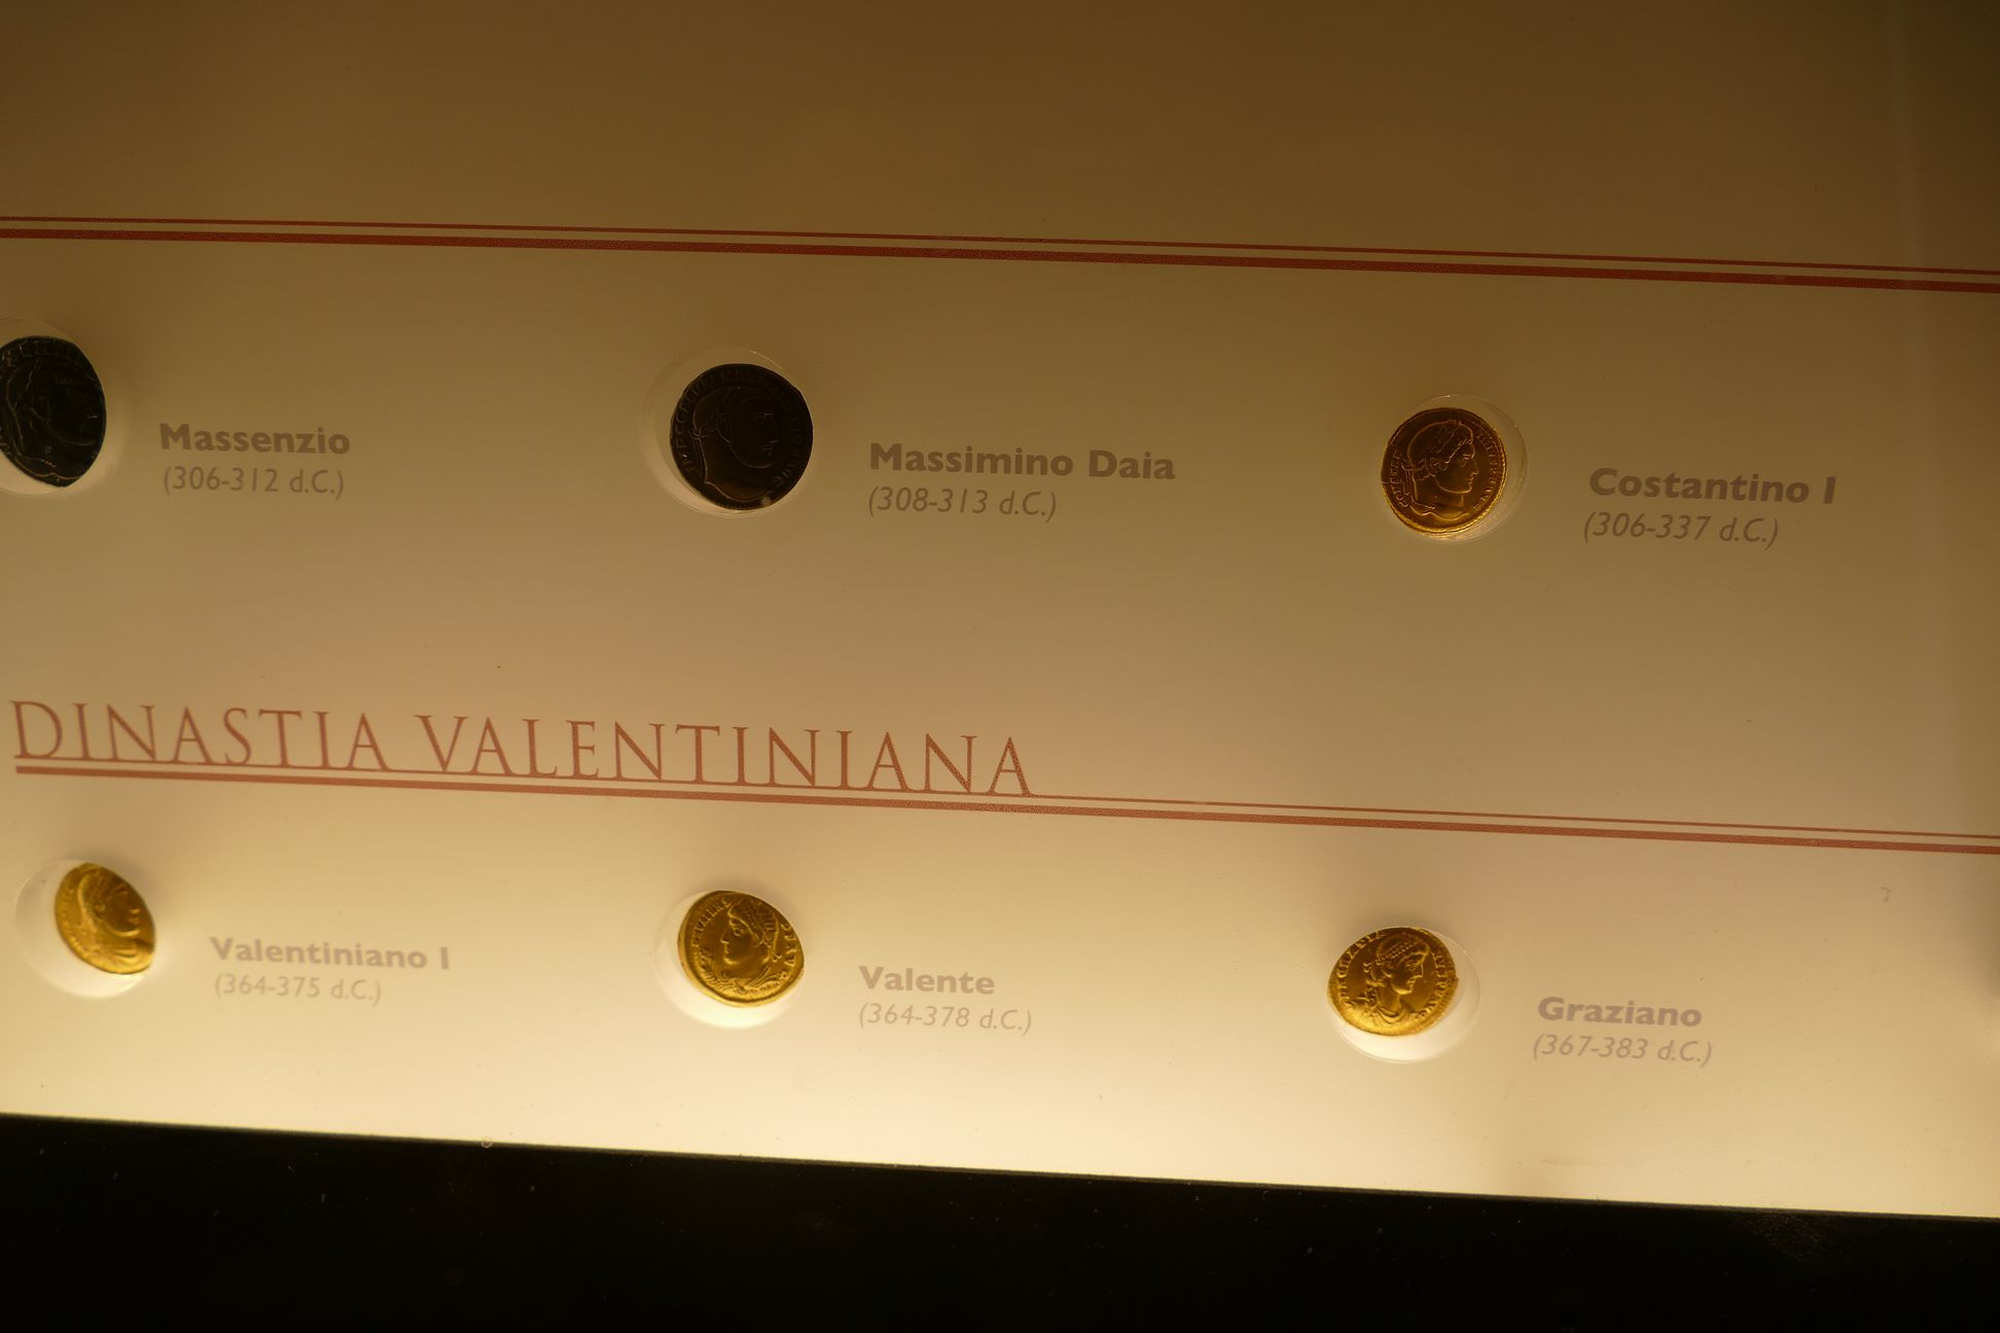 Massenzio
(306-312 d.C.)
Massimino Daia
(308-313 d.C.)
Costantino I
(306-337 d.C.)
DINASTIA VALENTINIANA
Valentiniano I
(364-375 d.C.)
Valente
(364-378 d.C.)
Graziano
(367-383 d.C.)